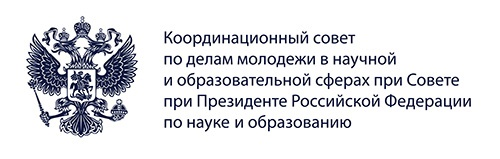 Координационный совет
по делам молодежи в научной
и образовательной сферах при Совете
при Президенте Российской Федерации
по науке и образованию